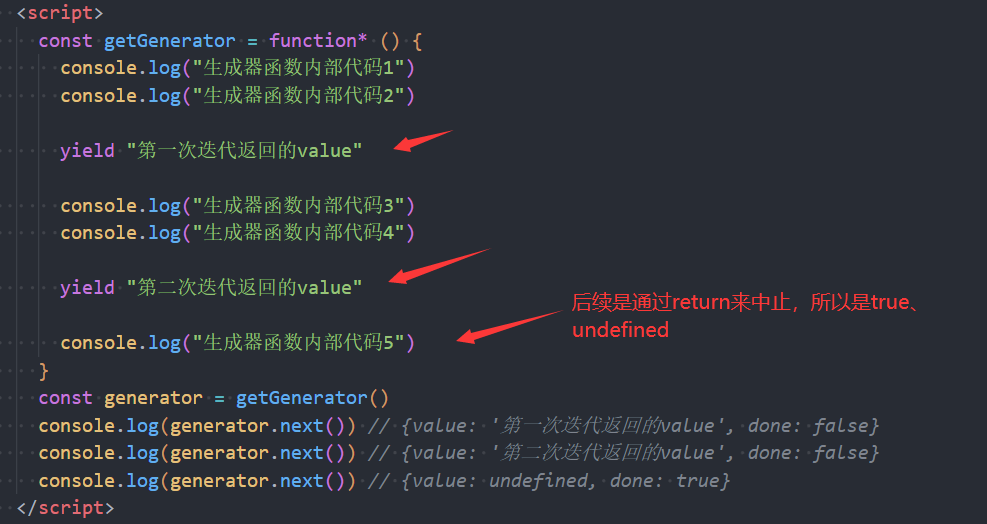 <script>
const getGenerator = function* () {
console.log("生成器函数内部代码1")
console.log("生成器函数内部代码2")
yield "第一次迭代返回的value"
console.log("生成器函数内部代码3")
console.log("生成器函数内部代码4")
yield "第二次迭代返回的value"
后续是通过return来中止，所以是true、
undefined
console.log("生成器函数内部代码5")
}
const generator = getGenerator()
console.log(generator.next()) // {value: '第一次迭代返回的value', done: false}
console.log(generator.next()) // {value: '第二次迭代返回的value', done: false}
console.log(generator.next()) // {value: undefined, done: true}
</script>